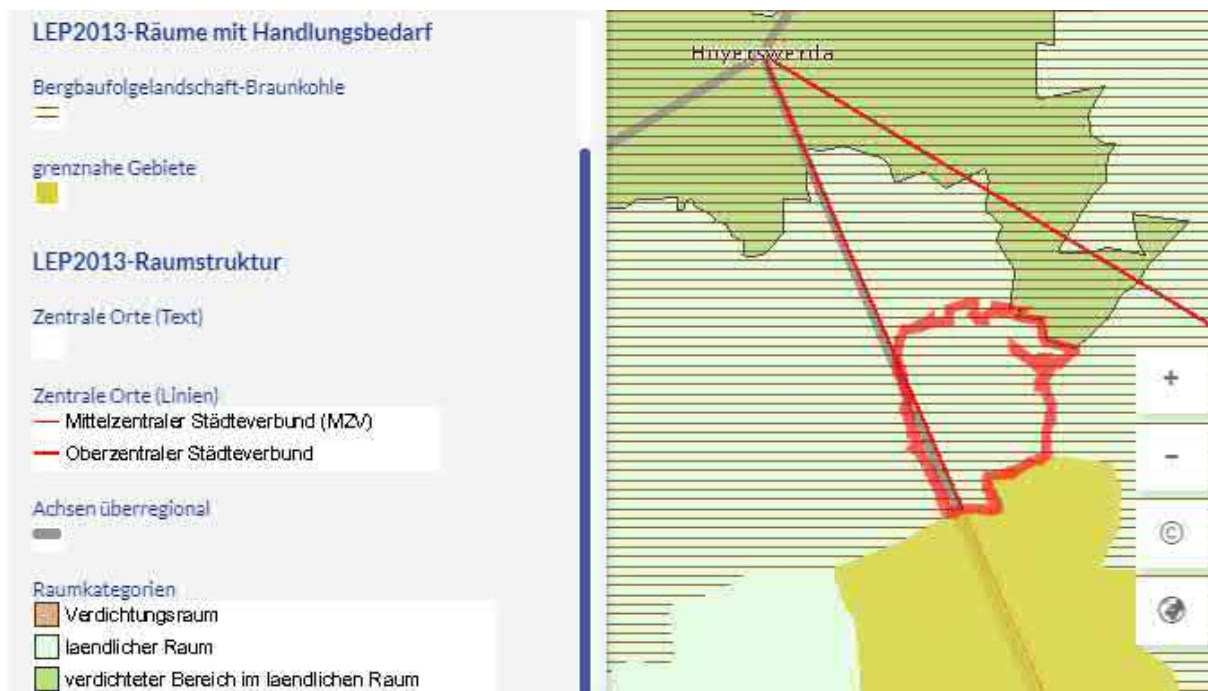 LEP2013-Räume mit Handlungsbedarf
Bergbaufolgelandschaft-Braunkohle
grenznahe Gebiete
LEP2013-Raumstruktur
Zentrale Orte (Text)
Zentrale Orte (Linien)
Mittelzentraler Städteverbund (MZV)
Oberzentraler Städteverbund
Achsen überregional
Raumkategorien
Verdichtungsraum
laendlicher Raum
verdichteter Bereich im laendlichen Raum
Hoyerswerda
+
-
©